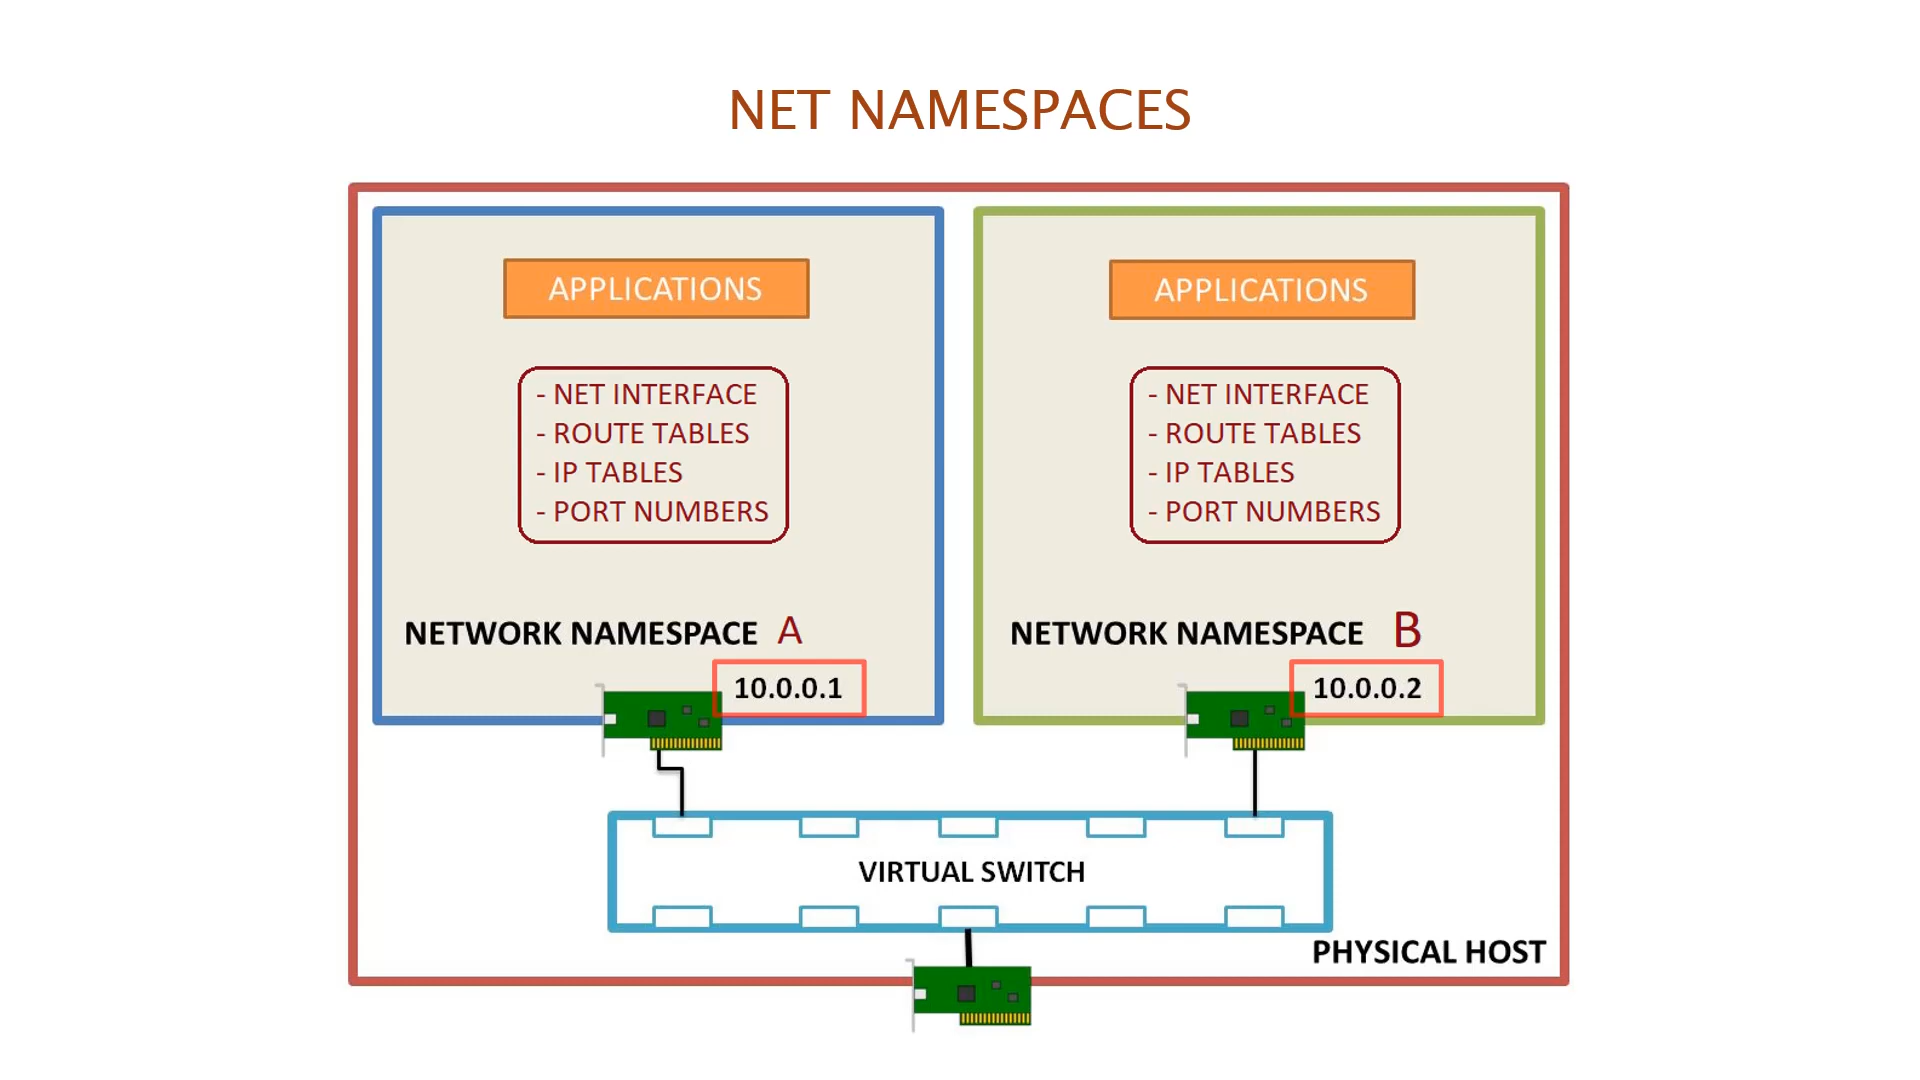 NET NAMESPACES
APPLICATIONS
- NET INTERFACE
- ROUTE TABLES
- IP TABLES
- PORT NUMBERS
NETWORK NAMESPACE A
10.0.0.1
APPLICATIONS
- NET INTERFACE
- ROUTE TABLES
- IP TABLES
- PORT NUMBERS
NETWORK NAMESPACE B
10.0.0.2
VIRTUAL SWITCH
PHYSICAL HOST